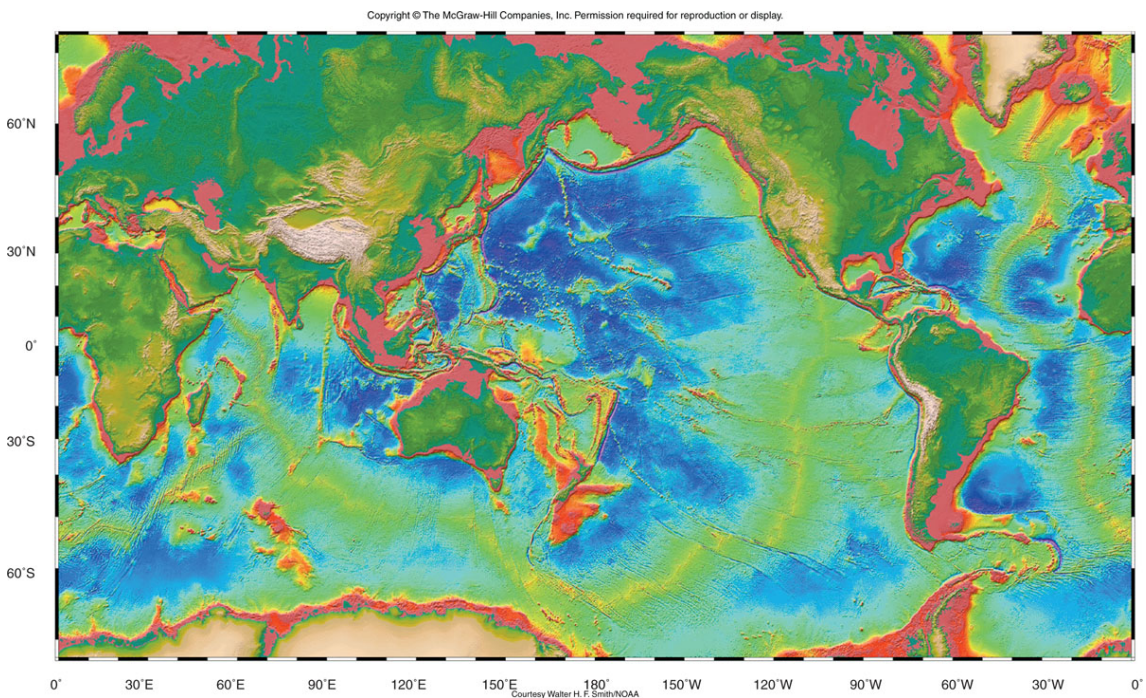 Copyright © The McGraw-Hill Companies, Inc. Permission required for reproduction or display.
60˚N
30˚N
0˚
30˚S
60˚S
0˚ 30˚E 60˚E 90˚E 120˚E 150˚E 180˚ 150˚W 120˚W 90˚W 60˚W 30˚W 0˚
Courtesy Walter H. F. Smith/NOAA